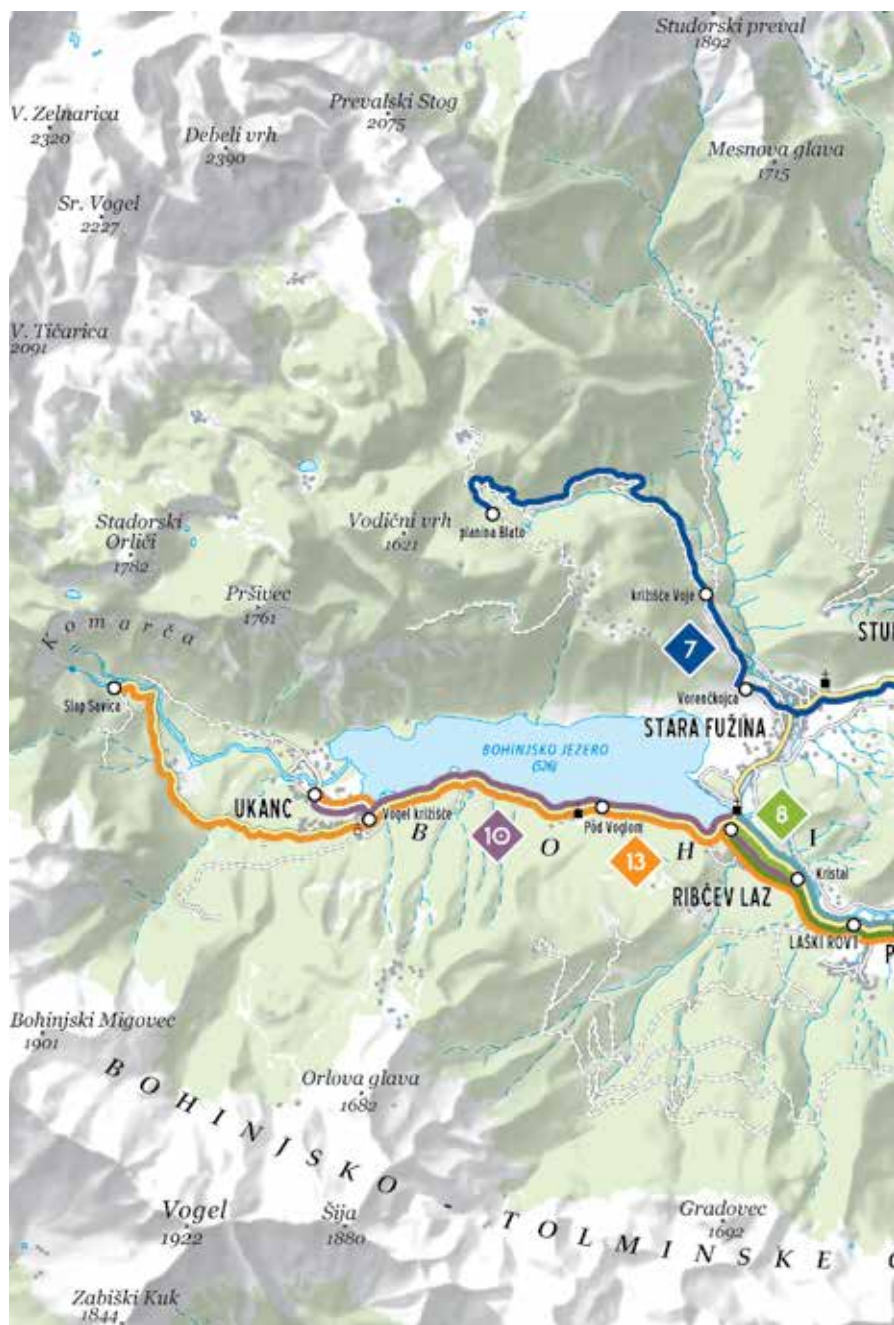 Studorski preval
1892
Prevalski Stog
2075
V. Zelnarica
2320
Debeli vrh
2390
Mesnova glava
1715
Sr. Vogel
2227
V. Tičarica
2091
Stadorski
Orliči
1782
Vodični vrh
1621
planina Blato
Pršivec
1761
križišče Voje
Komarča
7
STU
Slap Savica
Vorenčkojca
STARA FUŽINA
BOHINJSKO JEZERO
(526)
UKANC
Vogel križišče
10
Pod Voglom
13
8
B O H I
Kristal
RIBČEV LAZ
LAŠKI ROVT
P
Bohinjski Migovec
1901
Orlova glava
1682
BOHINJSKO - TOLMINSKE
Vogel
1922
Šija
1880
Gradovec
1692
Zabiški Kuk
1844